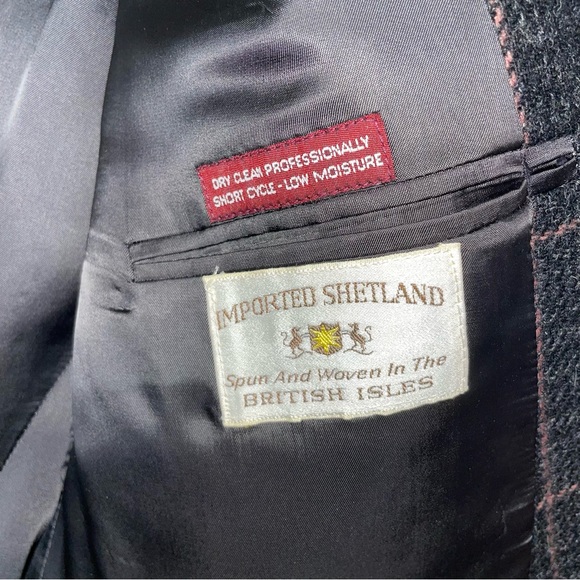 DRY CLEAN PROFESSIONALLY
SHORT CYCLE - LOW MOISTURE
IMPORTED SHETLAND
Spun And Woven In The
BRITISH ISLES